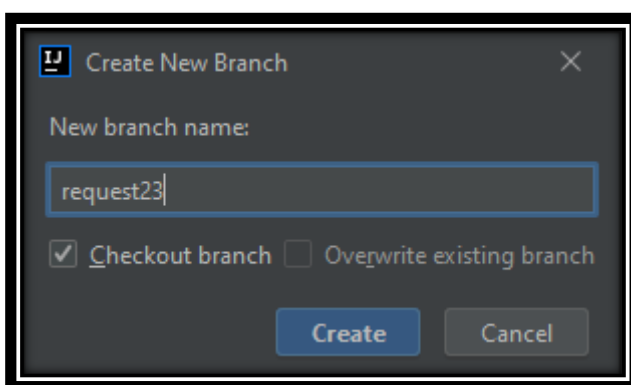 IJ Create New Branch
New branch name:
request23
Checkout branch Overwrite existing branch
Create Cancel